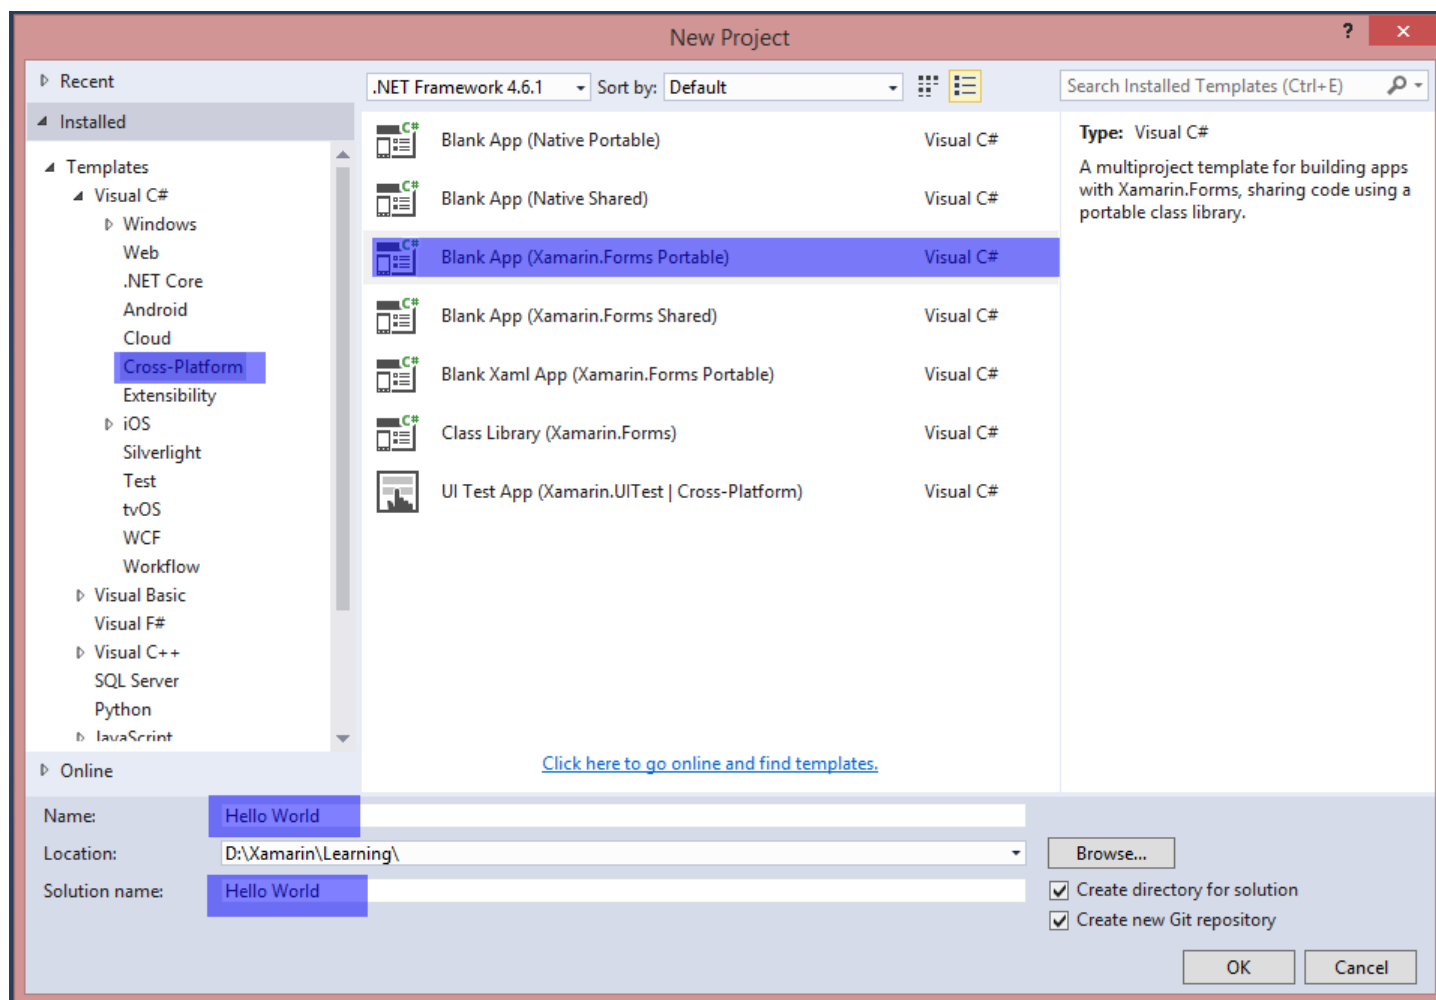 New Project
?
Recent
.NET Framework 4.6.1
Sort by:
Default
Search Installed Templates (Ctrl+E)
Installed
Templates
Visual C#
Windows
Web
.NET Core
Android
Cloud
Cross-Platform
Extensibility
iOS
Silverlight
Test
tvOS
WCF
Workflow
Visual Basic
Visual F#
Visual C++
SQL Server
Python
JavaScript
Online
C# Blank App (Native Portable) Visual C#
C# Blank App (Native Shared) Visual C#
C# Blank App (Xamarin.Forms Portable) Visual C#
C# Blank App (Xamarin.Forms Shared) Visual C#
C# Blank Xaml App (Xamarin.Forms Portable) Visual C#
C# Class Library (Xamarin.Forms) Visual C#
UI Test App (Xamarin.UITest | Cross-Platform) Visual C#
Click here to go online and find templates.
Type: Visual C#
A multiproject template for building apps
with Xamarin.Forms, sharing code using a
portable class library.
Name: Hello World
Location: D:\Xamarin\Learning\
Browse...
Solution name: Hello World
Create directory for solution
Create new Git repository
OK
Cancel